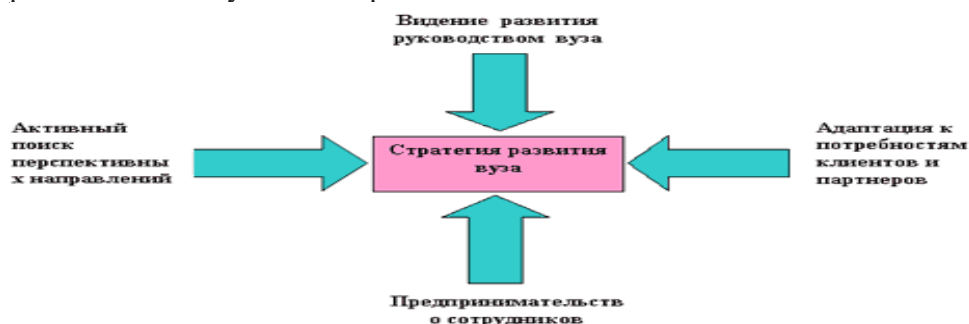 Видение развития
руководством вуза
Активный
поиск
перспективны
х направлений
Стратегия развития
вуза
Адаптация к
потребностям
клиентов и
партнеров
Предпринимательств
о сотрудников